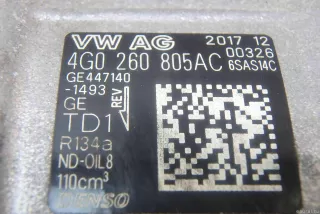 VW AG 2017 12
00326
4G0 260 805AC 6SAS14C
GE447140
-1493
GE
TD1 REV
R134a
ND-OIL8
110cm³
DENSO